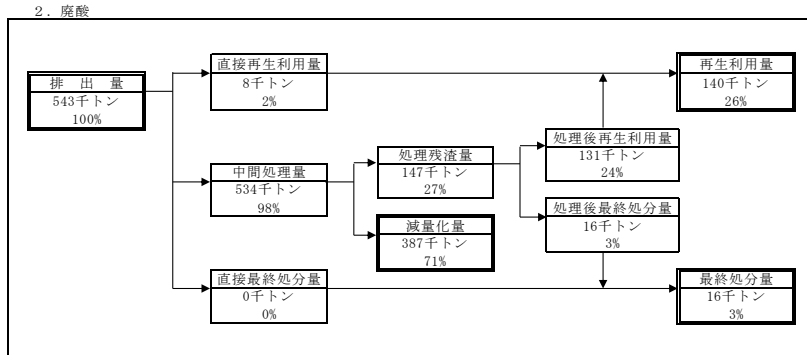 2．廃酸
排　出　量
543千トン
100%
直接再生利用量
8千トン
2%
再生利用量
140千トン
26%
中間処理量
534千トン
98%
処理残渣量
147千トン
27%
処理後再生利用量
131千トン
24%
減量化量
387千トン
71%
処理後最終処分量
16千トン
3%
直接最終処分量
0千トン
0%
最終処分量
16千トン
3%